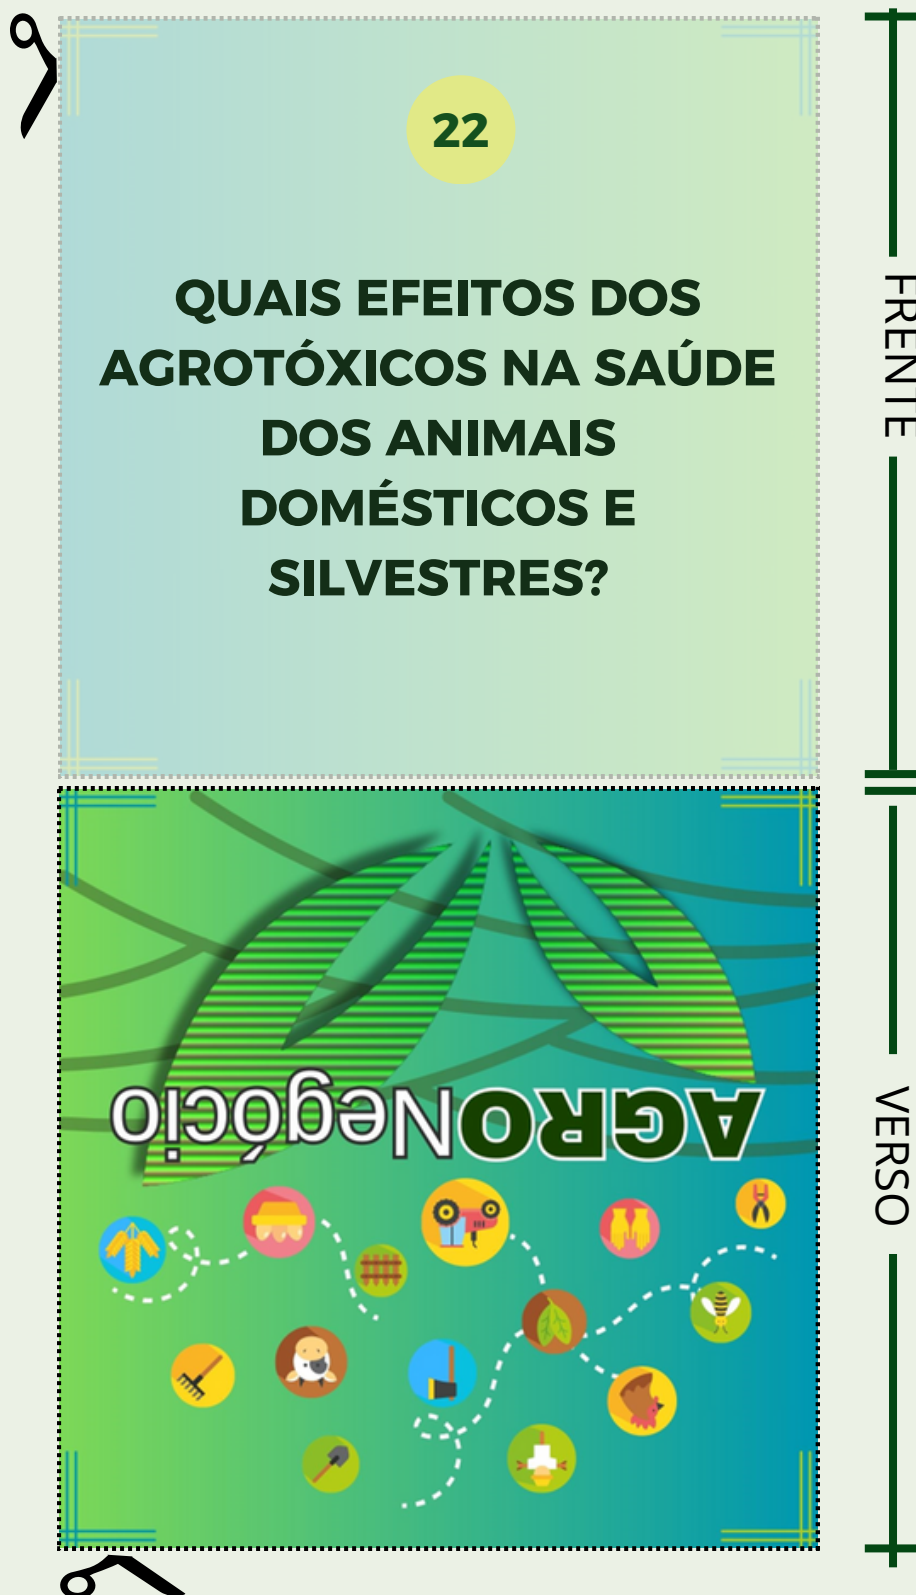 22
QUAIS EFEITOS DOS
AGROTÓXICOS NA SAÚDE
DOS ANIMAIS
DOMÉSTICOS E
SILVESTRES?
FRENTE
AGRONegócio
VERSO